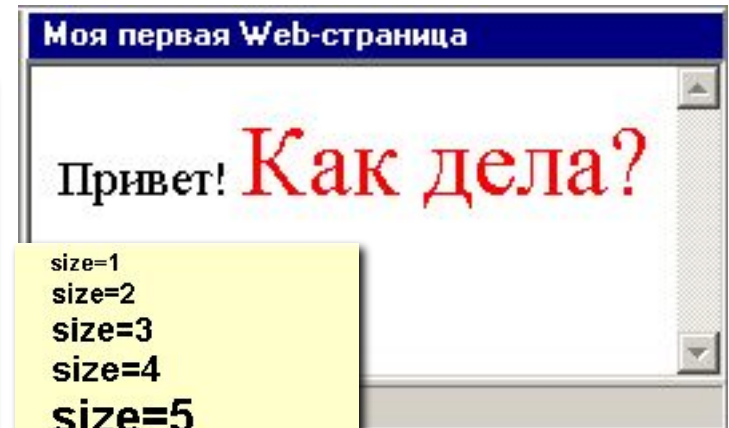 Моя первая Web-страница
Привет! Как дела?
size=1
size=2
size=3
size=4
size=5